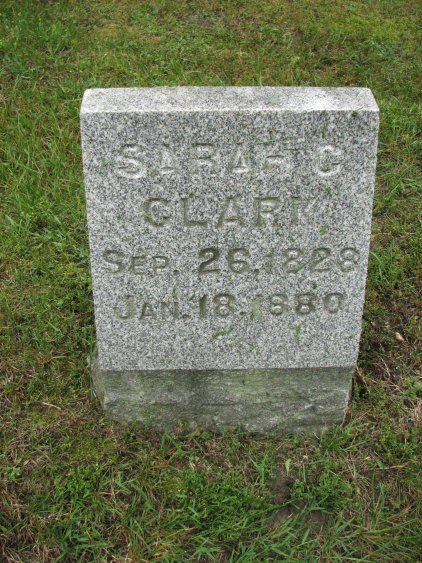 SARAH C
CLARK
SEP. 26, 1828
JAN. 18, 1880